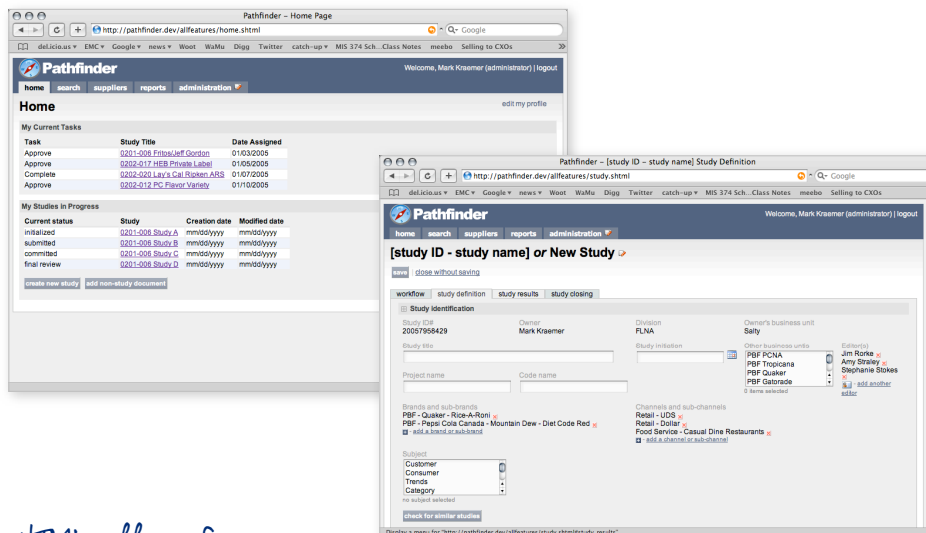 Pathfinder – Home Page
http://pathfinder.dev/allfeatures/home.shtml
Google
del.icio.us EMC Google news Woot WaMu Digg Twitter catch-up MIS 374 Sch...Class Notes meebo Selling to CXOs
Pathfinder
Welcome, Mark Kraemer (administrator) | logout
home search suppliers reports administration
Home
edit my profile
My Current Tasks
Task Study Title Date Assigned
Approve 0201-006 Fritos/Jeff Gordon 01/03/2005
Approve 0202-017 HEB Private Label 01/05/2005
Complete 0202-020 Lay's Cal Ripken ARS 01/07/2005
Approve 0202-012 PC Flavor Variety 01/10/2005
My Studies in Progress
Current status Study Creation date Modified date
initialized 0201-006 Study A mm/dd/yyyy mm/dd/yyyy
submitted 0201-006 Study B mm/dd/yyyy mm/dd/yyyy
committed 0201-006 Study C mm/dd/yyyy mm/dd/yyyy
final review 0201-006 Study D mm/dd/yyyy mm/dd/yyyy
create new study add non-study document
Pathfinder – [study ID – study name] Study Definition
http://pathfinder.dev/allfeatures/study.shtml
Google
del.icio.us EMC Google news Woot WaMu Digg Twitter catch-up MIS 374 Sch...Class Notes meebo Selling to CXOs
Pathfinder
Welcome, Mark Kraemer (administrator) | logout
home search suppliers reports administration
[study ID - study name] or New Study
save | close without saving
workflow study definition study results study closing
Study Identification
Study ID# Owner Division Owner's business unit
20057958429 Mark Kraemer FLNA Salty
Study title Study initiation Other business units Editor(s)
PBF PCNA Jim Rorke
PBF Tropicana Amy Straley
PBF Quaker Stephanie Stokes
PBF Gatorade
0 items selected
- add another editor
Project name Code name
Brands and sub-brands Channels and sub-channels
PBF - Quaker - Rice-A-Roni Retail - UDS
PBF - Pepsi Cola Canada - Mountain Dew - Diet Code Red Retail - Dollar
- add a brand or sub-brand Food Service - Casual Dine Restaurants
- add a channel or sub-channel
Subject
Customer
Consumer
Trends
Category
no subject selected
check for similar studies
Display a menu for "http://pathfinder.dev/allfeatures/study.shtml#study_results"